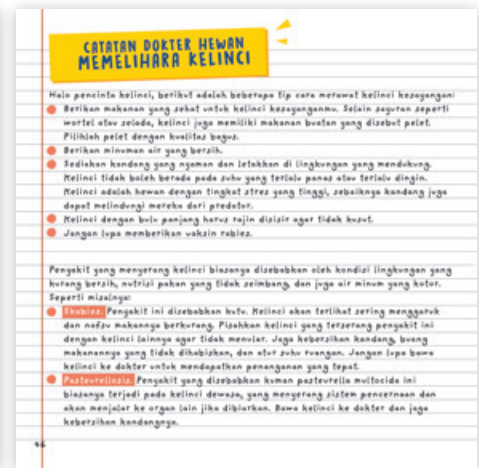 CATATAN DOKTER HEWAN
MEMELIHARA KELINCI
Halo pencinta kelinci, berikut adalah beberapa tip cara merawat kelinci kesayangan:
Berikan makanan yang sehat untuk kelinci kesayanganmu. Selain sayuran seperti
wortel atau selada, kelinci juga memiliki makanan buatan yang disebut pelet.
Pilihlah pelet dengan kualitas bagus.
Berikan minuman air yang bersih.
Sediakan kandang yang nyaman dan letakkan di lingkungan yang mendukung.
Kelinci tidak boleh berada pada suhu yang terlalu panas atau terlalu dingin.
Kelinci adalah hewan dengan tingkat stres yang tinggi, sebaiknya kandang juga
dapat melindungi mereka dari predator.
Kelinci dengan bulu panjang harus rajin disisir agar tidak kusut.
Jangan lupa memberikan vaksin rabies.
Penyakit yang menyerang kelinci biasanya disebabkan oleh kondisi lingkungan yang
kurang bersih, nutrisi pakan yang tidak seimbang, dan juga air minum yang kotor.
Seperti misalnya:
Skabies. Penyakit ini disebabkan kutu. Kelinci akan terlihat sering menggaruk
dan nafsu makannya berkurang. Pisahkan kelinci yang terserang penyakit ini
dengan kelinci lainnya agar tidak menular. Jaga kebersihan kandang, buang
makanannya yang tidak dihabiskan, dan atur suhu ruangan. Jangan lupa bawa
kelinci ke dokter untuk mendapatkan penanganan yang tepat.
Pasteurellosis. Penyakit yang disebabkan kuman pasteurella multocida ini
biasanya terjadi pada kelinci dewasa, yang menyerang sistem pencernaan dan
akan menjalar ke organ lain jika dibiarkan. Bawa kelinci ke dokter dan jaga
kebersihan kandangnya.
46